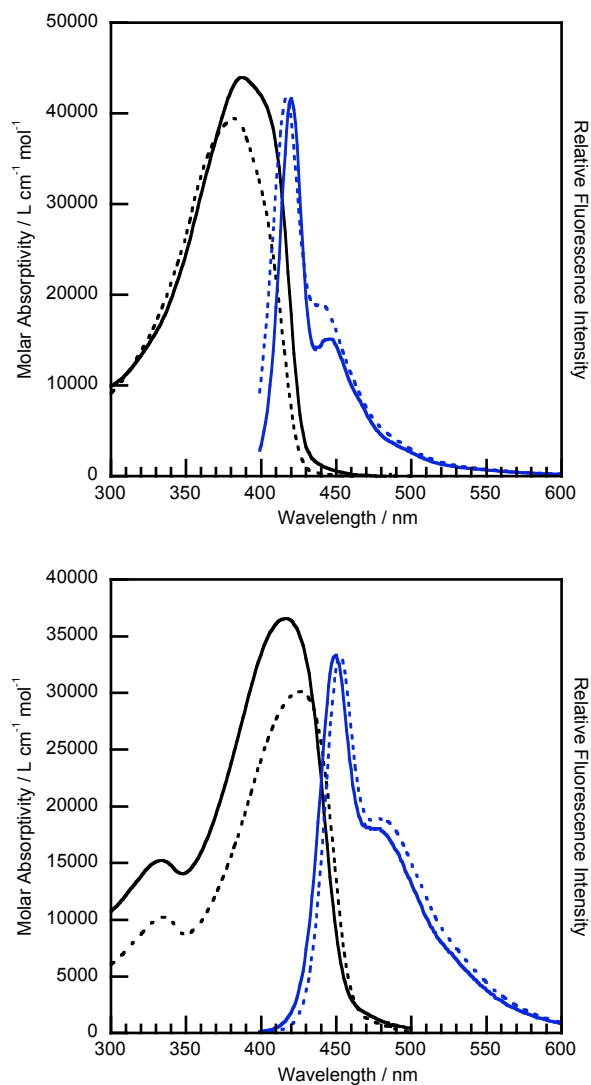 50000
40000
30000
20000
10000
0
Molar Absorptivity / L cm⁻¹ mol⁻¹
Relative Fluorescence Intensity
300 350 400 450 500 550 600
Wavelength / nm
40000
35000
30000
25000
20000
15000
10000
5000
0
Molar Absorptivity / L cm⁻¹ mol⁻¹
Relative Fluorescence Intensity
300 350 400 450 500 550 600
Wavelength / nm